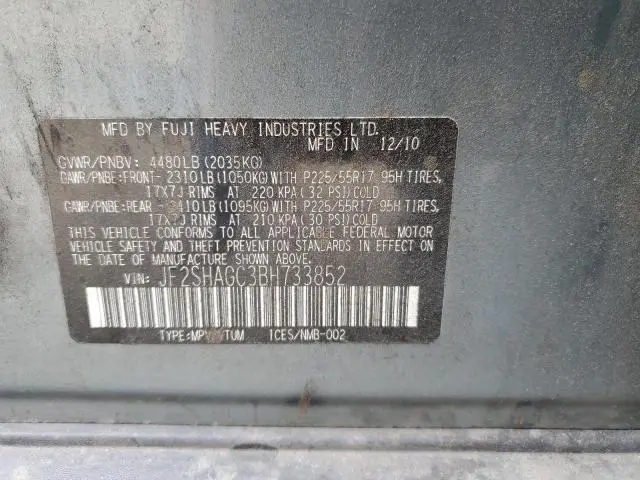 MFD BY FUJI HEAVY INDUSTRIES LTD.
MFD IN 12/10
GVWR/PNBV: 4480LB(2035KG)
GAWR/PNBE:FRONT- 2310LB(1050KG)WITH P225/55R17 95H TIRES,
17X7J RIMS AT 220 KPA(32 PSI)COLD
GAWR/PNBE:REAR - 2410LB(1095KG)WITH P225/55R17 95H TIRES,
17X7J RIMS AT 210 KPA(30 PSI)COLD
THIS VEHICLE CONFORMS TO ALL APPLICABLE FEDERAL MOTOR
VEHICLE SAFETY AND THEFT PREVENTION STANDARDS IN EFFECT ON
THE DATE OF MANUFACTURE SHOWN ABOVE.
VIN: JF2SHAGC3BH733852
TYPE:MPV/VTUM ICES/NMB-002